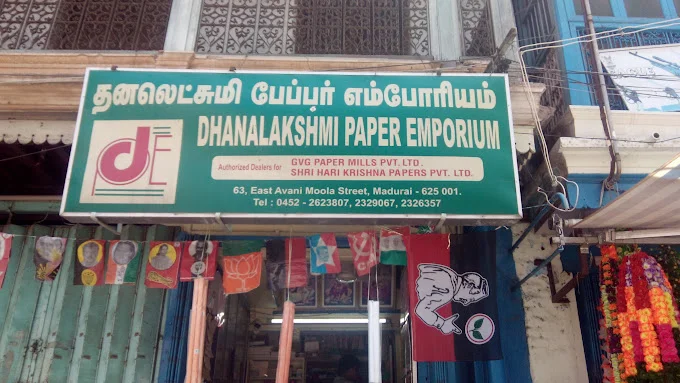 தனலெட்சுமி பேப்பர் எம்போரியம்
DHANALAKSHMI PAPER EMPORIUM
Authorized Dealers for
GVG PAPER MILLS PVT. LTD.
SHRI HARI KRISHNA PAPERS PVT. LTD.
63, East Avani Moola Street, Madurai - 625 001.
Tel : 0452 - 2623807, 2329067, 2326357